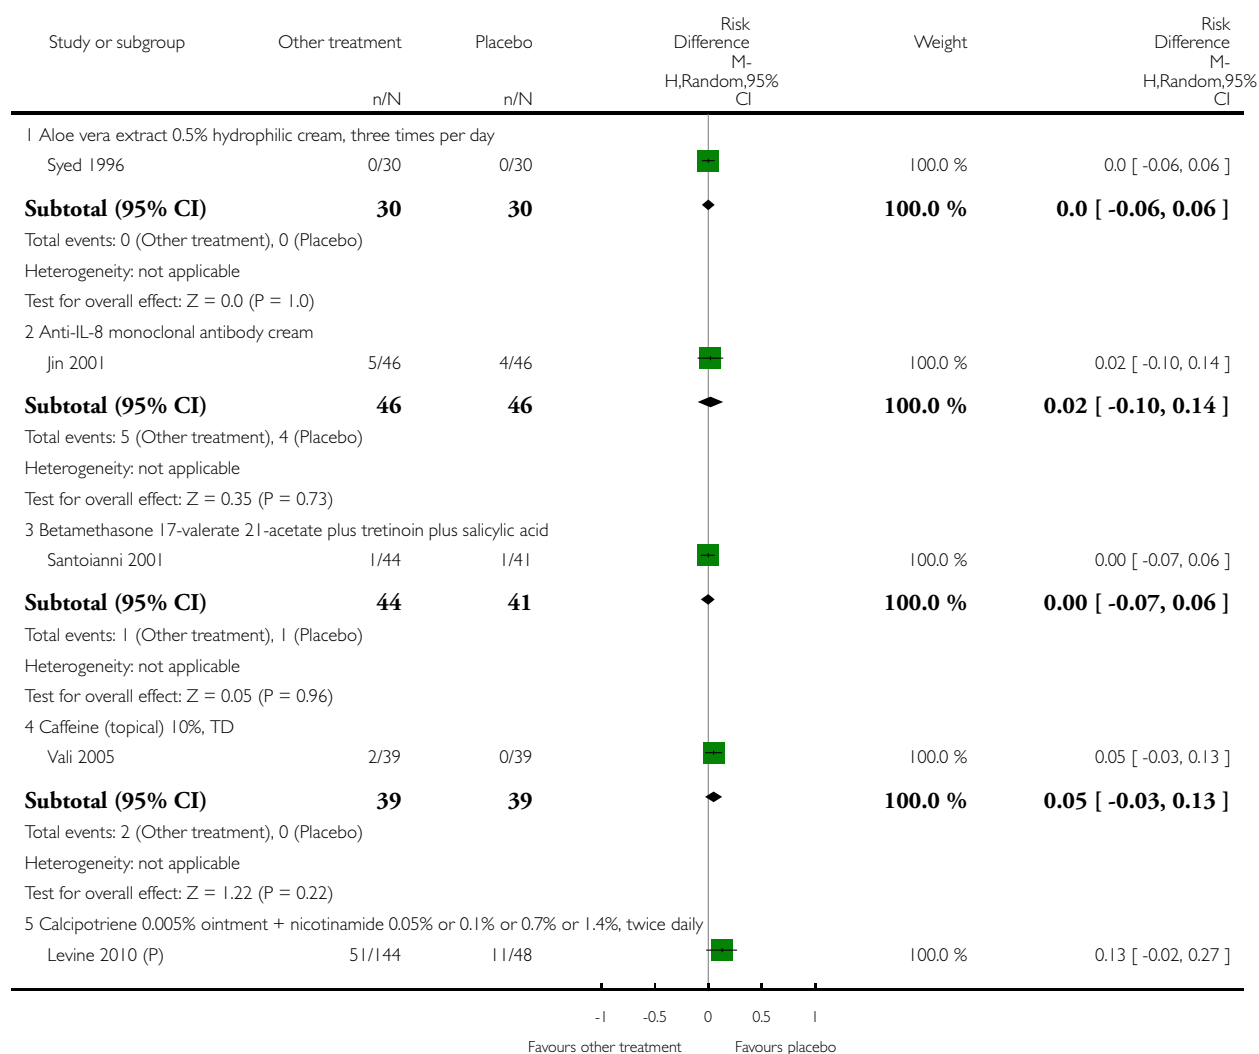 Study or subgroup Other treatment Placebo Risk Difference Weight Risk Difference
n/N n/N M-H,Random,95% CI M-H,Random,95% CI
1 Aloe vera extract 0.5% hydrophilic cream, three times per day
Syed 1996 0/30 0/30 100.0 % 0.0 [ -0.06, 0.06 ]
Subtotal (95% CI) 30 30 100.0 % 0.0 [ -0.06, 0.06 ]
Total events: 0 (Other treatment), 0 (Placebo)
Heterogeneity: not applicable
Test for overall effect: Z = 0.0 (P = 1.0)
2 Anti-IL-8 monoclonal antibody cream
Jin 2001 5/46 4/46 100.0 % 0.02 [ -0.10, 0.14 ]
Subtotal (95% CI) 46 46 100.0 % 0.02 [ -0.10, 0.14 ]
Total events: 5 (Other treatment), 4 (Placebo)
Heterogeneity: not applicable
Test for overall effect: Z = 0.35 (P = 0.73)
3 Betamethasone 17-valerate 21-acetate plus tretinoin plus salicylic acid
Santoianni 2001 1/44 1/41 100.0 % 0.00 [ -0.07, 0.06 ]
Subtotal (95% CI) 44 41 100.0 % 0.00 [ -0.07, 0.06 ]
Total events: 1 (Other treatment), 1 (Placebo)
Heterogeneity: not applicable
Test for overall effect: Z = 0.05 (P = 0.96)
4 Caffeine (topical) 10%, TD
Vali 2005 2/39 0/39 100.0 % 0.05 [ -0.03, 0.13 ]
Subtotal (95% CI) 39 39 100.0 % 0.05 [ -0.03, 0.13 ]
Total events: 2 (Other treatment), 0 (Placebo)
Heterogeneity: not applicable
Test for overall effect: Z = 1.22 (P = 0.22)
5 Calcipotriene 0.005% ointment + nicotinamide 0.05% or 0.1% or 0.7% or 1.4%, twice daily
Levine 2010 (P) 51/144 11/48 100.0 % 0.13 [ -0.02, 0.27 ]
-1 -0.5 0 0.5 1
Favours other treatment Favours placebo